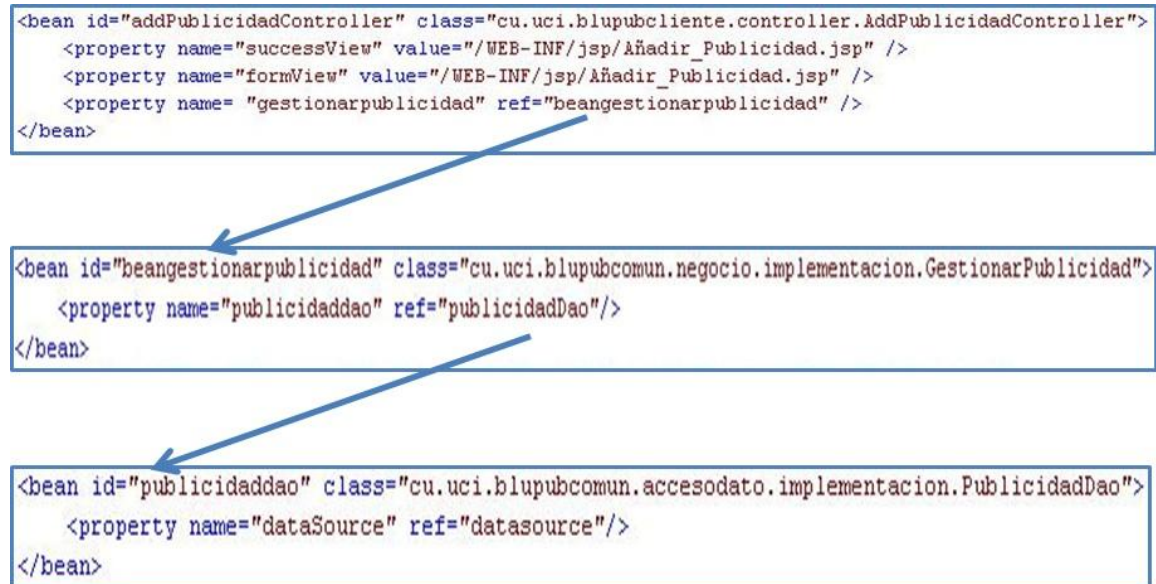 <bean id="addPublicidadController" class="cu.uci.blupubcliente.controller.AddPublicidadController">
<property name="successView" value="/WEB-INF/jsp/Añadir_Publicidad.jsp" />
<property name="formView" value="/WEB-INF/jsp/Añadir_Publicidad.jsp" />
<property name= "gestionarpublicidad" ref="beangestionarpublicidad" />
</bean>
<bean id="beangestionarpublicidad" class="cu.uci.blupubcomun.negocio.implementacion.GestionarPublicidad">
<property name="publicidaddao" ref="publicidadDao"/>
</bean>
<bean id="publicidaddao" class="cu.uci.blupubcomun.accesodato.implementacion.PublicidadDao">
<property name="dataSource" ref="datasource"/>
</bean>